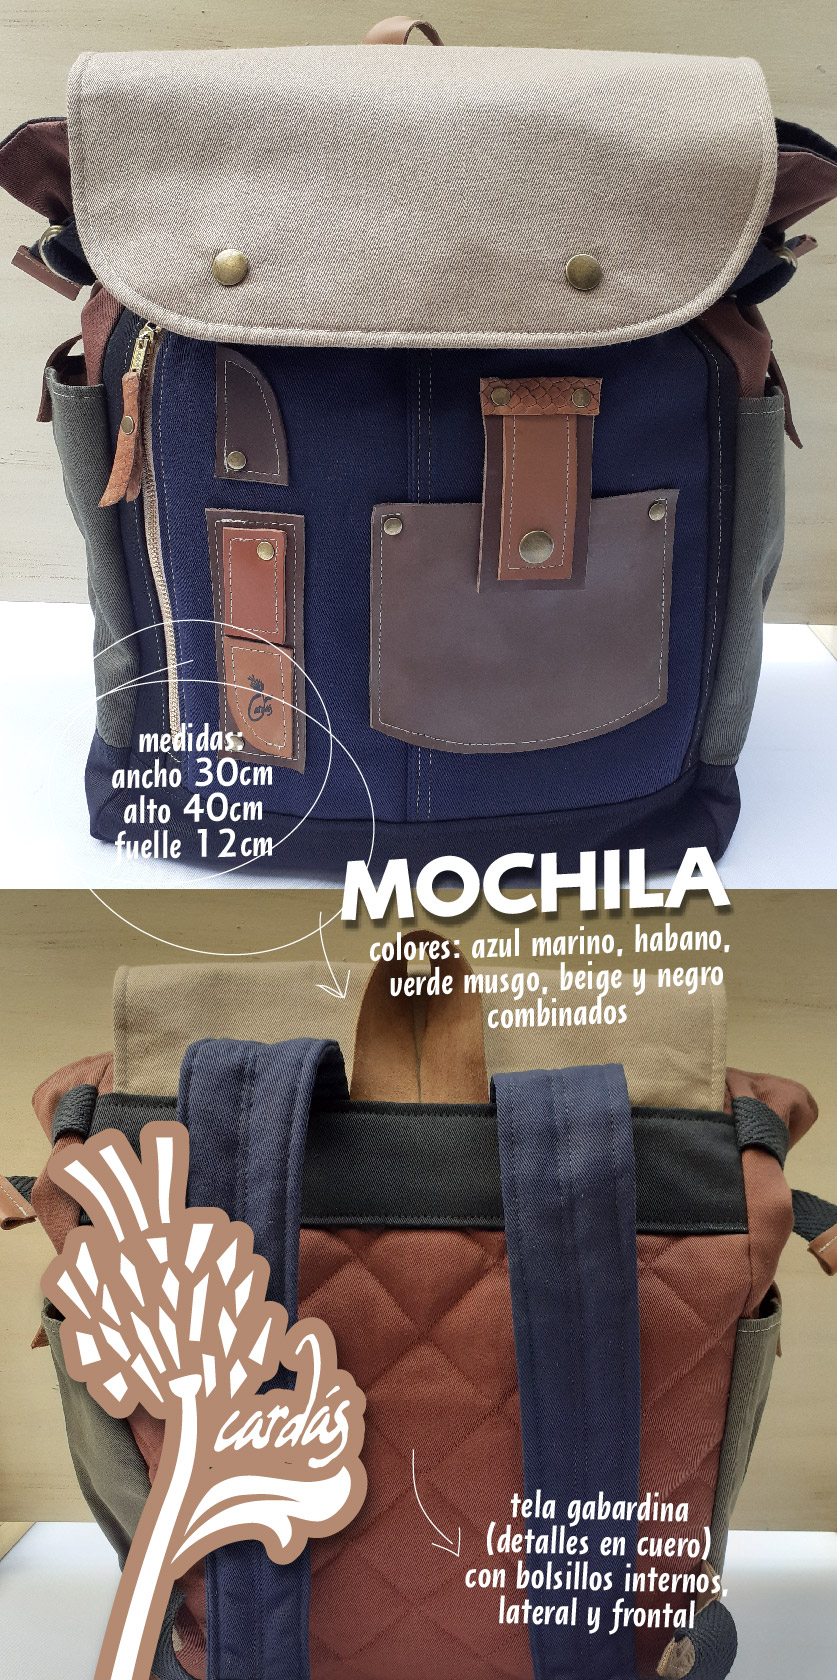 Cardás
medidas:
ancho 30cm
alto 40cm
fuelle 12cm
MOCHILA
colores: azul marino, habano,
verde musgo, beige y negro
combinados
cardás
tela gabardina
(detalles en cuero)
con bolsillos internos,
lateral y frontal